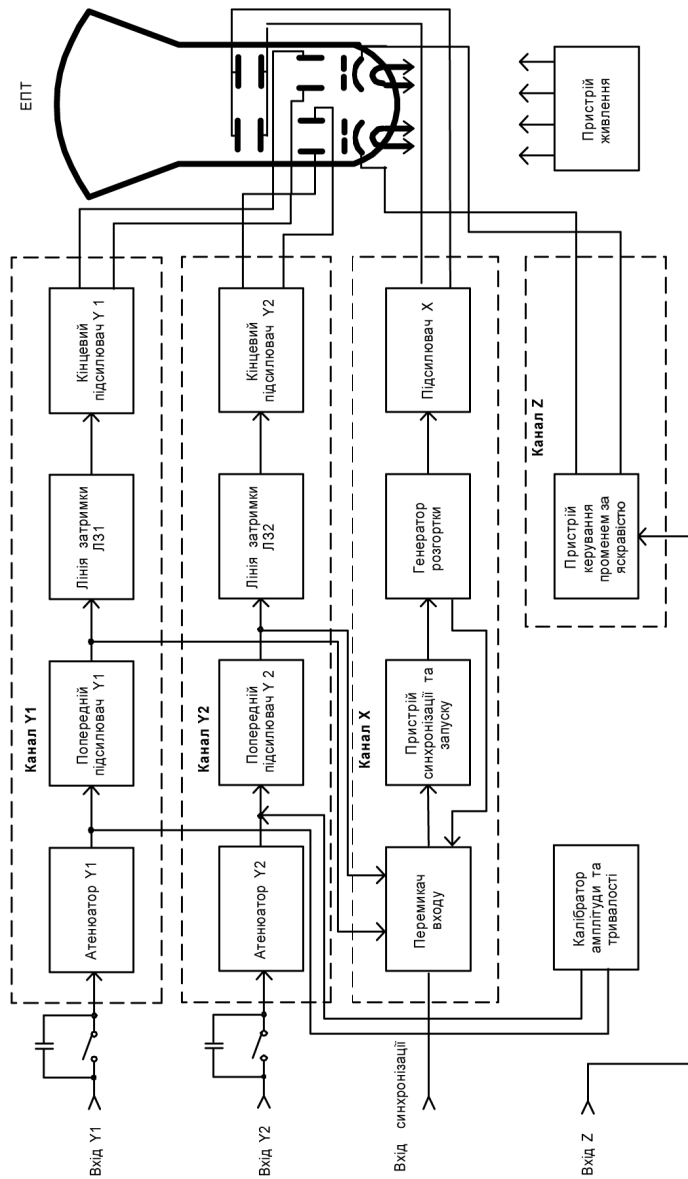 ЕПТ
Канал Y1
Вхід Y1
Атенюатор Y1
Попередній
підсилювач Y1
Лінія затримки
ЛЗ1
Кінцевий
підсилювач Y 1
Канал Y2
Вхід Y2
Атенюатор Y2
Попередній
підсилювач Y 2
Лінія затримки
ЛЗ2
Кінцевий
підсилювач Y2
Канал X
Вхід синхронізації
Перемикач
входу
Пристрій
синхронізації та
запуску
Генератор
розгортки
Підсилювач X
Канал Z
Вхід Z
Калібратор
амплітуди та
тривалості
Пристрій
керування
променем за
яскравістю
Пристрій
живлення